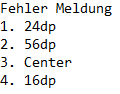 Fehler Meldung
1. 24dp
2. 56dp
3. Center
4. 16dp